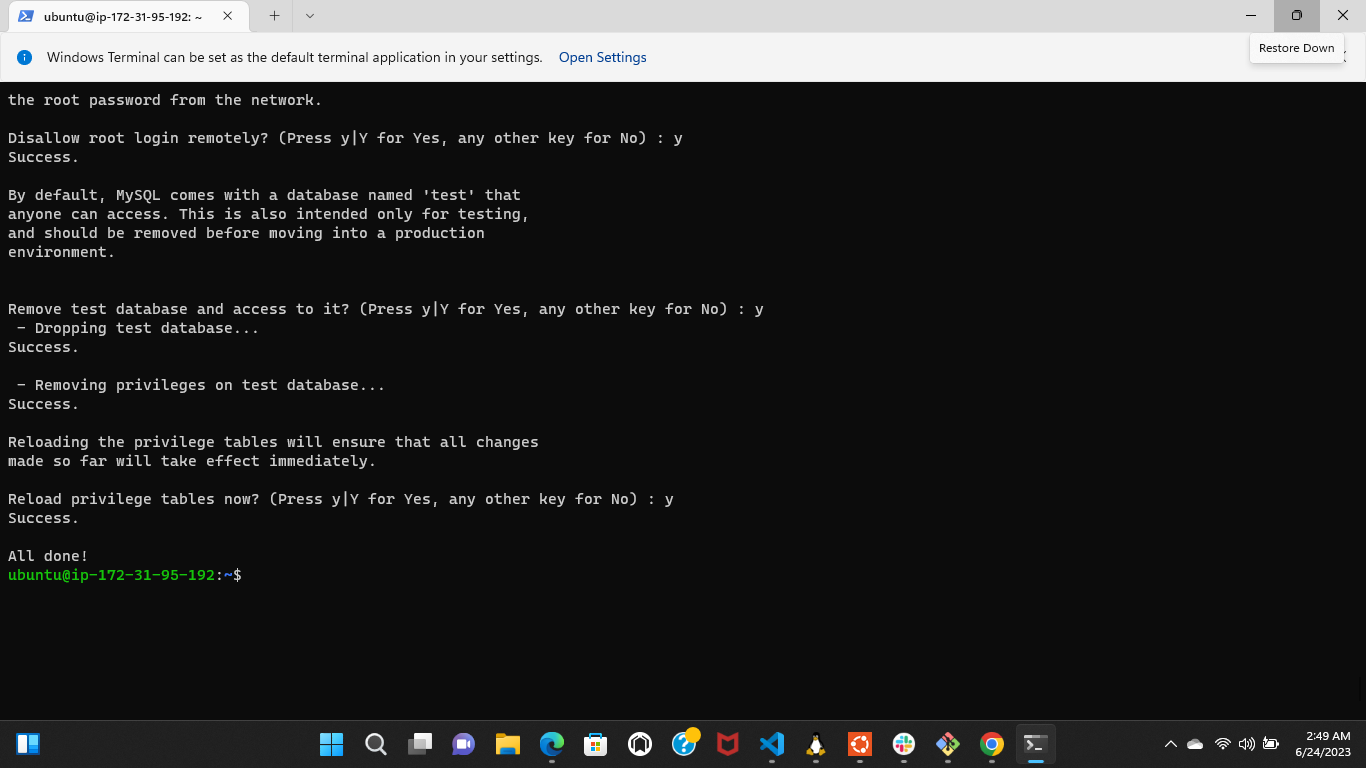 ubuntu@ip-172-31-95-192: ~
Restore Down
Windows Terminal can be set as the default terminal application in your settings. Open Settings
the root password from the network.
Disallow root login remotely? (Press y|Y for Yes, any other key for No) : y
Success.
By default, MySQL comes with a database named 'test' that
anyone can access. This is also intended only for testing,
and should be removed before moving into a production
environment.
Remove test database and access to it? (Press y|Y for Yes, any other key for No) : y
- Dropping test database...
Success.
- Removing privileges on test database...
Success.
Reloading the privilege tables will ensure that all changes
made so far will take effect immediately.
Reload privilege tables now? (Press y|Y for Yes, any other key for No) : y
Success.
All done!
ubuntu@ip-172-31-95-192:~$
2:49 AM
6/24/2023